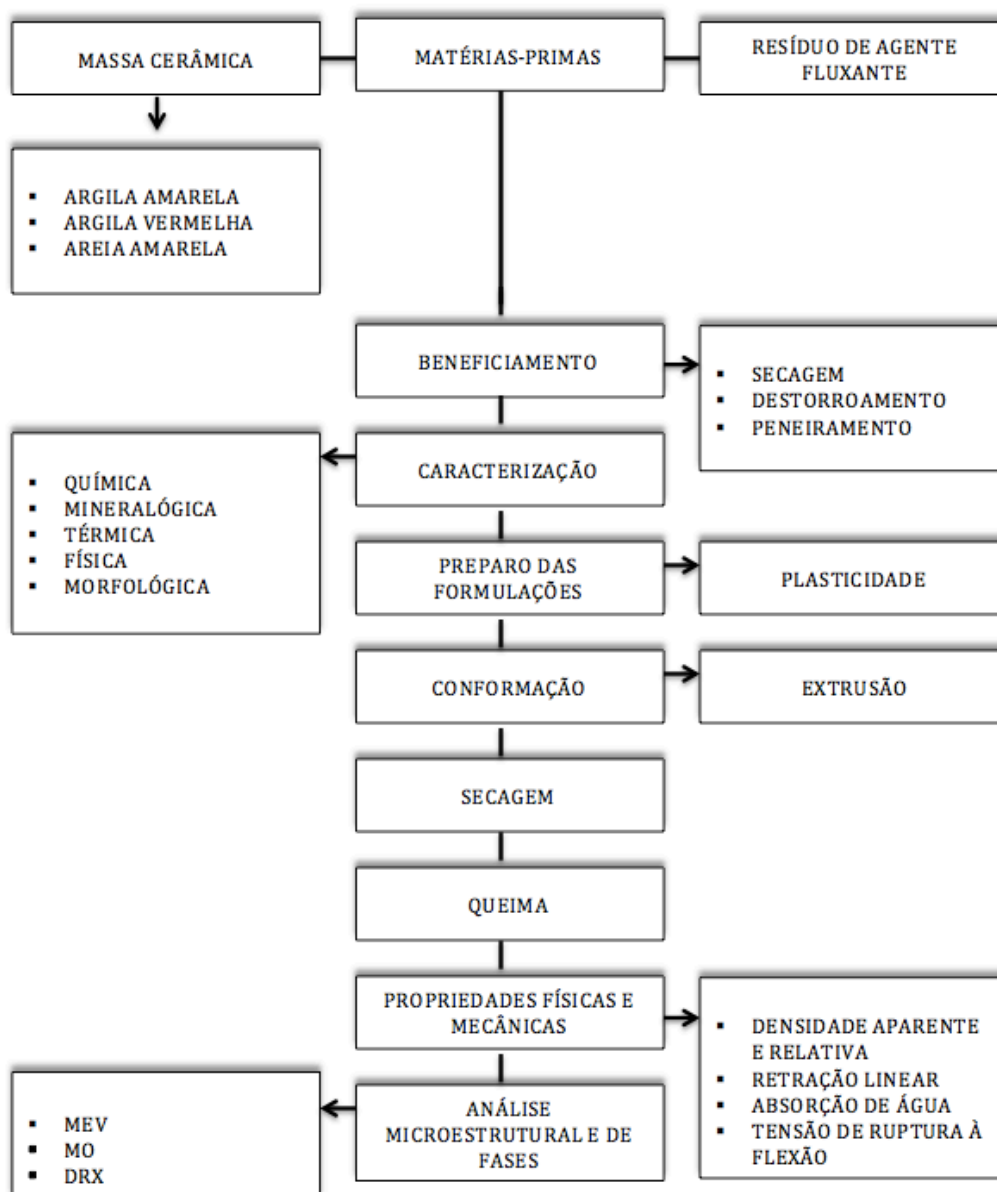 MASSA CERÂMICA
MATÉRIAS-PRIMAS
RESÍDUO DE AGENTE
FLUXANTE
▪ ARGILA AMARELA
▪ ARGILA VERMELHA
▪ AREIA AMARELA
BENEFICIAMENTO
▪ SECAGEM
▪ DESTORROAMENTO
▪ PENEIRAMENTO
CARACTERIZAÇÃO
▪ QUÍMICA
▪ MINERALÓGICA
▪ TÉRMICA
▪ FÍSICA
▪ MORFOLÓGICA
PREPARO DAS
FORMULAÇÕES
PLASTICIDADE
CONFORMAÇÃO
EXTRUSÃO
SECAGEM
QUEIMA
PROPRIEDADES FÍSICAS E
MECÂNICAS
▪ DENSIDADE APARENTE
E RELATIVA
▪ RETRAÇÃO LINEAR
▪ ABSORÇÃO DE ÁGUA
▪ TENSÃO DE RUPTURA À
FLEXÃO
ANÁLISE
MICROESTRUTURAL E DE
FASES
▪ MEV
▪ MO
▪ DRX